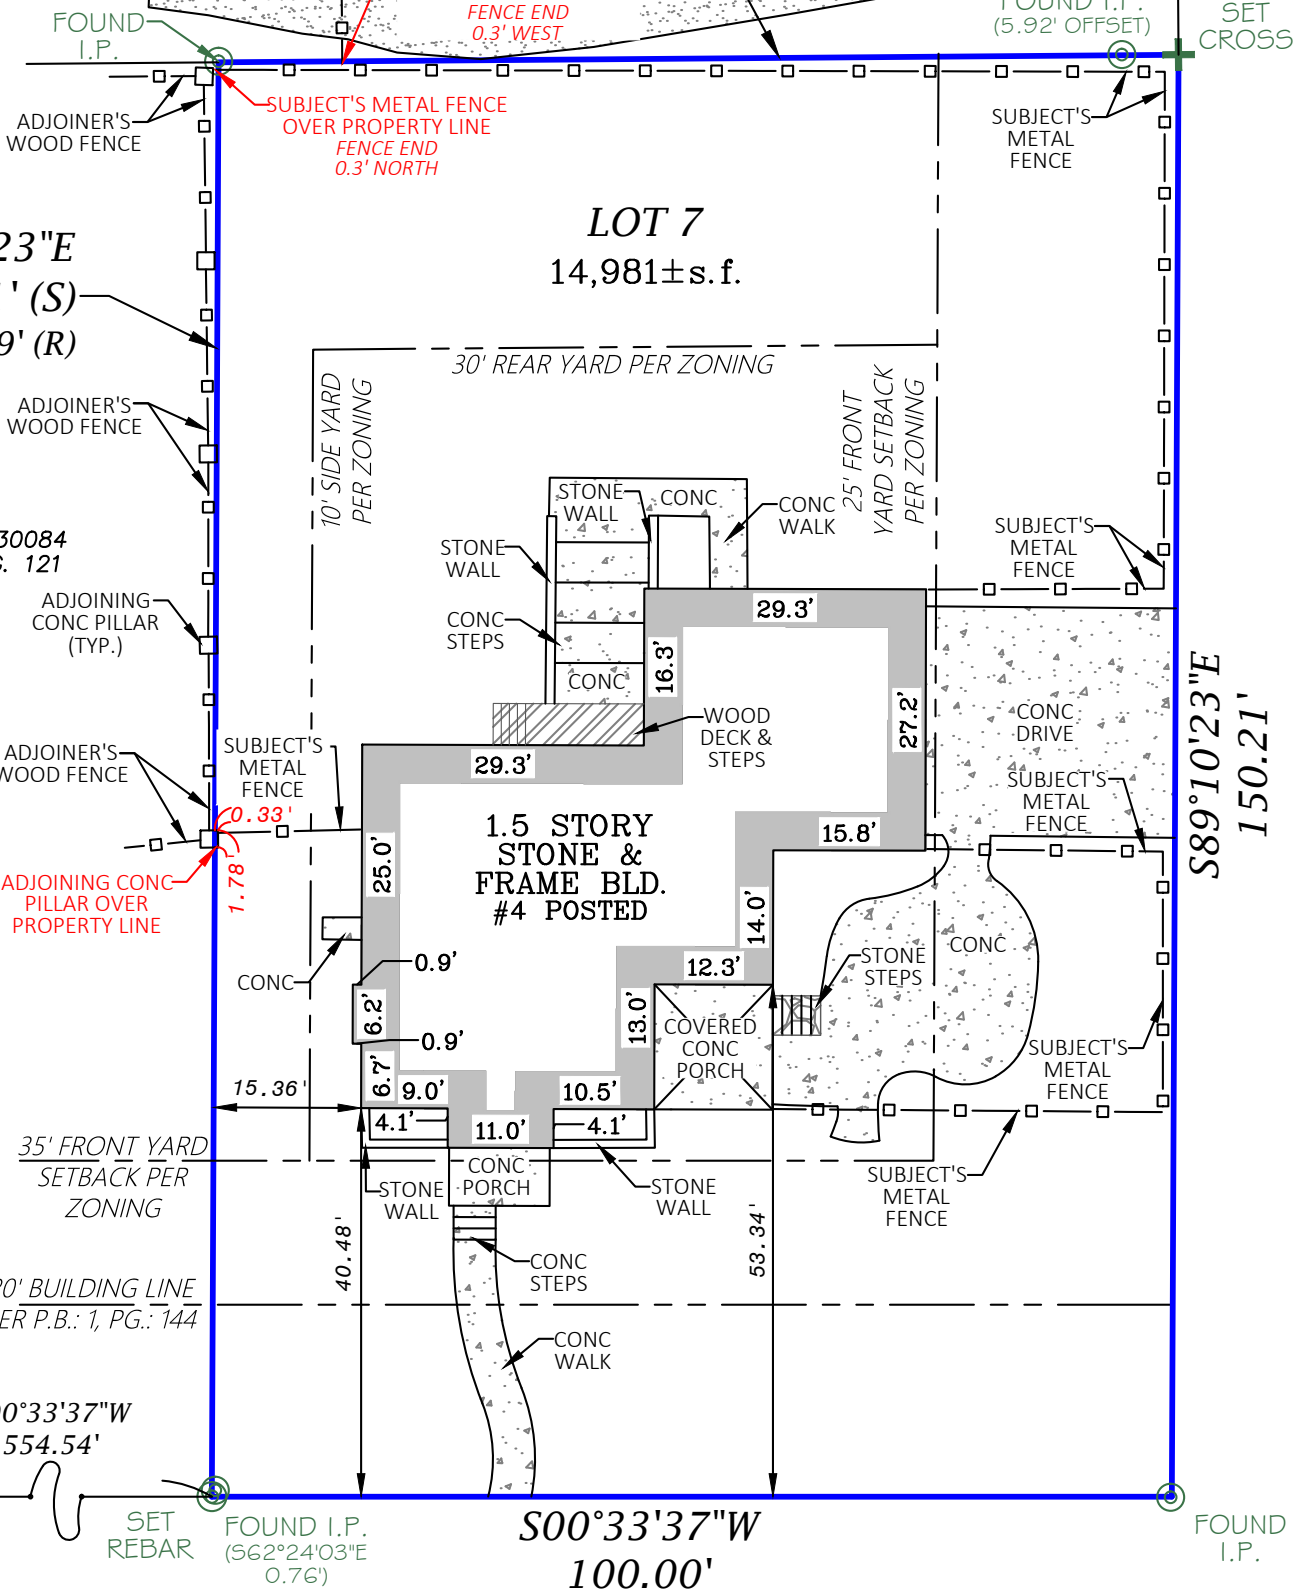 FENCE END
0.3' WEST
FOUND
I.P.
FOUND I.P.
(5.92' OFFSET)
SET
CROSS
ADJOINER'S
WOOD FENCE
SUBJECT'S METAL FENCE
OVER PROPERTY LINE
FENCE END
0.3' NORTH
SUBJECT'S
METAL
FENCE
LOT 7
14,981±s.f.
23"E
' (S)
9' (R)
30' REAR YARD PER ZONING
10' SIDE YARD
PER ZONING
25' FRONT
YARD SETBACK
PER ZONING
ADJOINER'S
WOOD FENCE
STONE
WALL
CONC
CONC
WALK
SUBJECT'S
METAL
FENCE
30084
G. 121
STONE
WALL
ADJOINING
CONC PILLAR
(TYP.)
CONC
STEPS
CONC
29.3'
16.3'
27.2'
WOOD
DECK &
STEPS
CONC
DRIVE
S89°10'23"E
150.21'
ADJOINER'S
WOOD FENCE
SUBJECT'S
METAL
FENCE
29.3'
SUBJECT'S
METAL
FENCE
0.33'
1.78'
ADJOINING CONC
PILLAR OVER
PROPERTY LINE
25.0'
1.5 STORY
STONE &
FRAME BLD.
#4 POSTED
15.8'
14.0'
12.3'
CONC
0.9'
6.2'
0.9'
6.7'
9.0'
13.0'
10.5'
COVERED
CONC
PORCH
STONE
STEPS
CONC
SUBJECT'S
METAL
FENCE
15.36'
4.1'
11.0'
4.1'
35' FRONT YARD
SETBACK PER
ZONING
CONC
PORCH
STONE
WALL
STONE
WALL
SUBJECT'S
METAL
FENCE
40.48'
53.34'
CONC
STEPS
20' BUILDING LINE
ER P.B.: 1, PG.: 144
CONC
WALK
00°33'37"W
554.54'
SET
REBAR
FOUND I.P.
(S62°24'03"E
0.76')
S00°33'37"W
100.00'
FOUND
I.P.